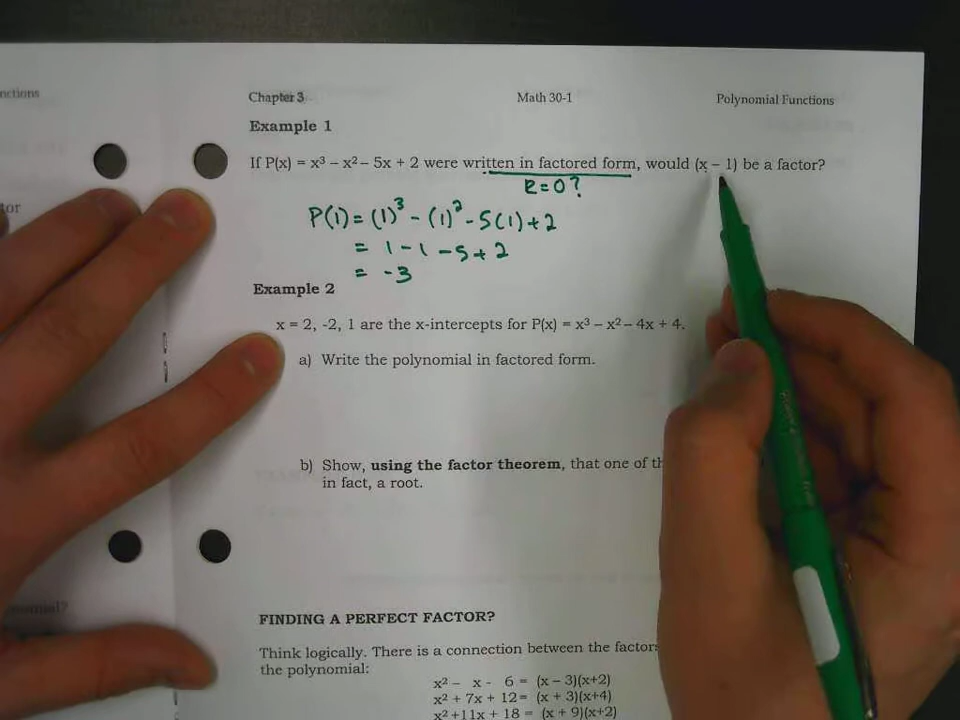 Chapter 3 Math 30-1 Polynomial Functions
Example 1
If P(x) = x³ – x² – 5x + 2 were written in factored form, would (x – 1) be a factor?
R=0?
P(1) = (1)³ - (1)² - 5(1) + 2
= 1 - 1 - 5 + 2
= -3
Example 2
x = 2, -2, 1 are the x-intercepts for P(x) = x³ – x² – 4x + 4.
a) Write the polynomial in factored form.
b) Show, using the factor theorem, that one of
in fact, a root.
FINDING A PERFECT FACTOR?
Think logically. There is a connection between the factors
the polynomial:
x² – x - 6 = (x – 3)(x+2)
x² + 7x + 12 = (x + 3)(x+4)
x² +11x + 18 = (x + 9)(x+2)